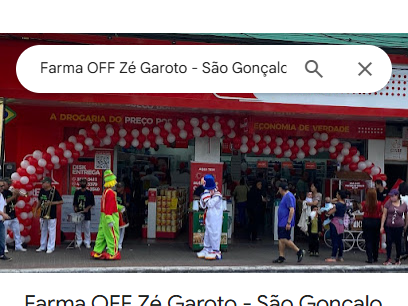 Farma OFF Zé Garoto - São Gonçalo
A DROGARIA DO PREÇO POP
ECONOMIA DE VERDADE
DISK
ENTREGA
Farma OFF Zé Garoto - São Gonçalo